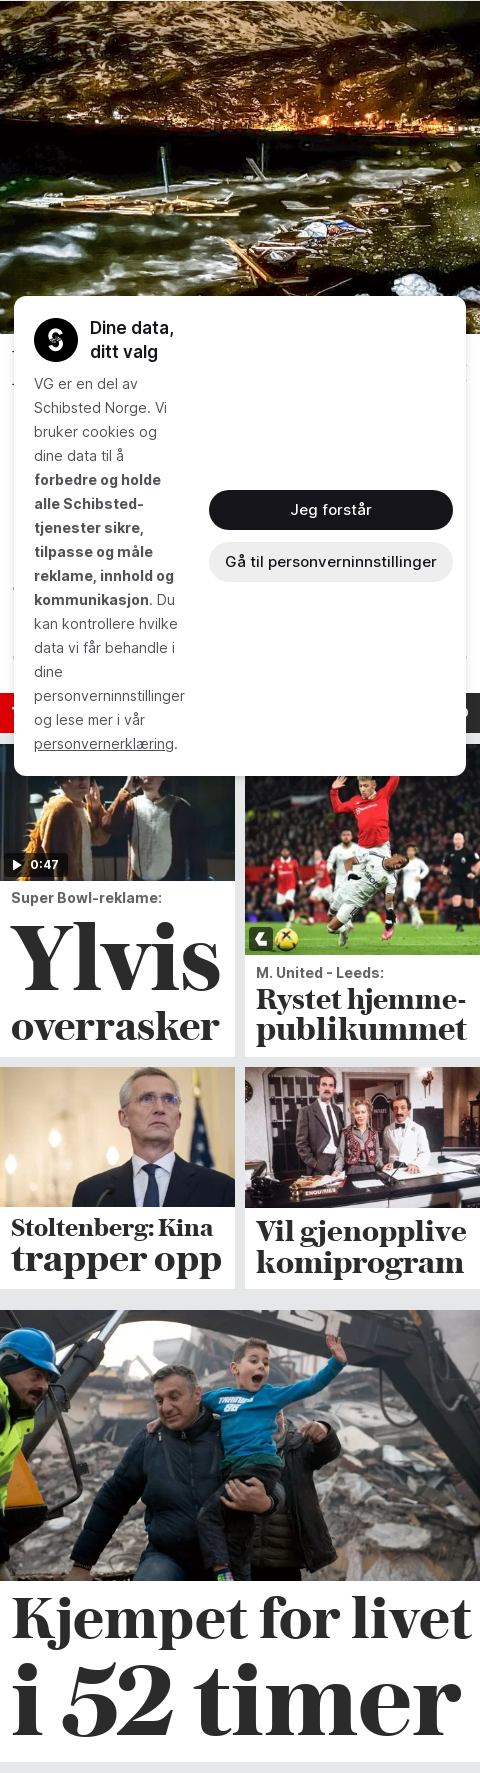 Dine data,
ditt valg
VG er en del av
Schibsted Norge. Vi
bruker cookies og
dine data til å
forbedre og holde
alle Schibsted-
tjenester sikre,
tilpasse og måle
reklame, innhold og
kommunikasjon. Du
kan kontrollere hvilke
data vi får behandle i
dine
personverninnstillinger
og lese mer i vår
personvernerklæring.
Jeg forstår
Gå til personverninnstillinger
0:47
Super Bowl-reklame:
Ylvis
overrasker
M. United - Leeds:
Rystet hjemme-
publikummet
Stoltenberg: Kina
trapper opp
ENQUIRIES
Vil gjenopplive
komiprogram
Kjempet for livet
i 52 timer